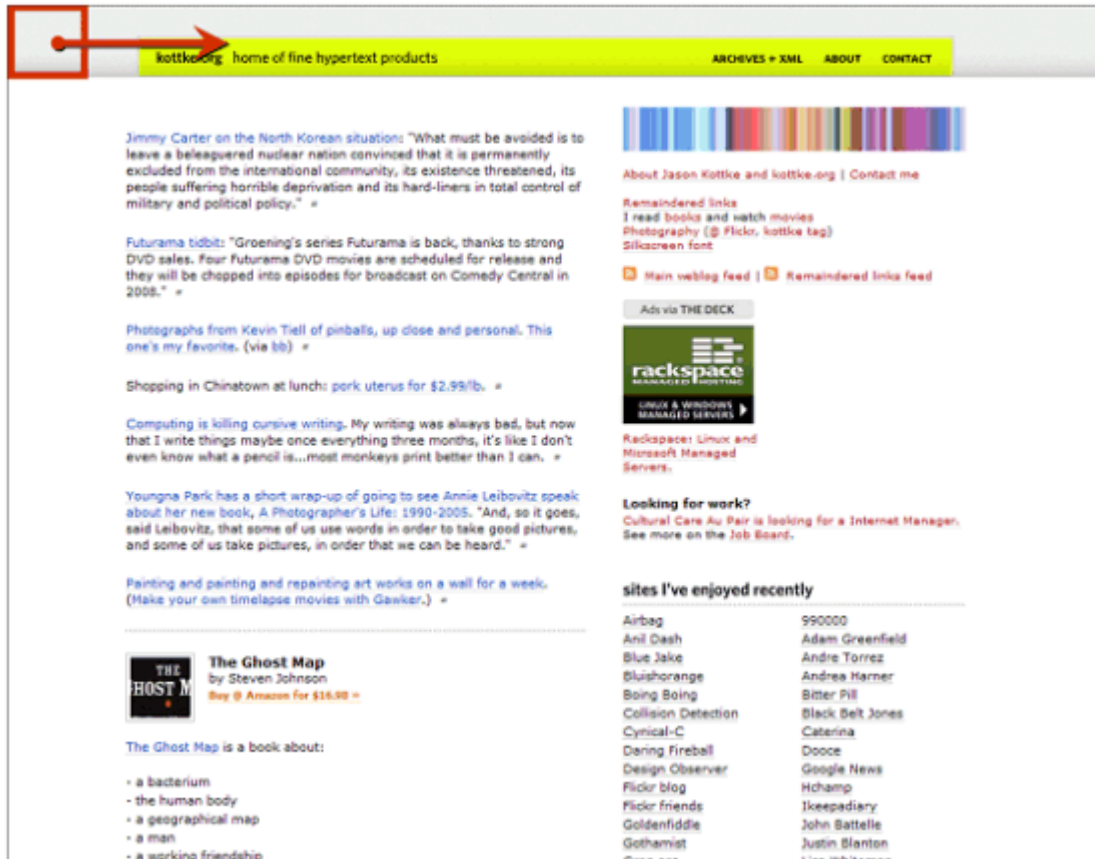 kottke.org home of fine hypertext products
ARCHIVES + XML ABOUT CONTACT
Jimmy Carter on the North Korean situation: "What must be avoided is to
leave a beleaguered nuclear nation convinced that it is permanently
excluded from the international community, its existence threatened, its
people suffering horrible deprivation and its hard-liners in total control of
military and political policy." #
Futurama tidbit: "Groening's series Futurama is back, thanks to strong
DVD sales. Four Futurama DVD movies are scheduled for release and
they will be chopped into episodes for broadcast on Comedy Central in
2008." #
Photographs from Kevin Tiell of pinballs, up close and personal. This
one's my favorite. (via bb) #
Shopping in Chinatown at lunch: pork uterus for $2.99/lb. #
Computing is killing cursive writing. My writing was always bad, but now
that I write things maybe once everything three months, it's like I don't
even know what a pencil is...most monkeys print better than I can. #
Youngna Park has a short wrap-up of going to see Annie Leibovitz speak
about her new book, A Photographer's Life: 1990-2005. "And, so it goes,
said Leibovitz, that some of us use words in order to take good pictures,
and some of us take pictures, in order that we can be heard." #
Painting and painting and repainting art works on a wall for a week.
(Make your own timelapse movies with Gawker.) #
THE
HOST M
The Ghost Map
by Steven Johnson
Buy @ Amazon for $16.98 »
The Ghost Map is a book about:
- a bacterium
- the human body
- a geographical map
- a man
- a working friendship
About Jason Kottke and kottke.org | Contact me
Remaindered links
I read books and watch movies
Photography (@ Flickr, kottke tag)
Silkscreen font
Main weblog feed | Remaindered links feed
Ads via THE DECK
rackspace
MANAGED HOSTING
LINUX & WINDOWS
MANAGED SERVERS
Rackspace: Linux and
Microsoft Managed
Servers.
Looking for work?
Cultural Care Au Pair is looking for a Internet Manager.
See more on the Job Board.
sites I've enjoyed recently
Airbag 990000
Anil Dash Adam Greenfield
Blue Jake Andre Torrez
Bluishorange Andrea Harner
Boing Boing Bitter Pill
Collision Detection Black Belt Jones
Cynical-C Caterina
Daring Fireball Dooce
Design Observer Google News
Flickr blog Hchamp
Flickr friends Ikeepadiary
Goldenfiddle John Battelle
Gothamist Justin Blanton